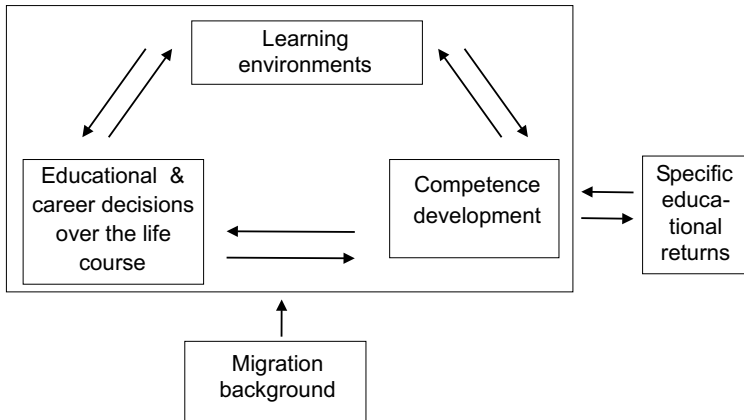 Learning
environments
Educational &
career decisions
over the life
course
Competence
development
Specific
educa-
tional
returns
Migration
background